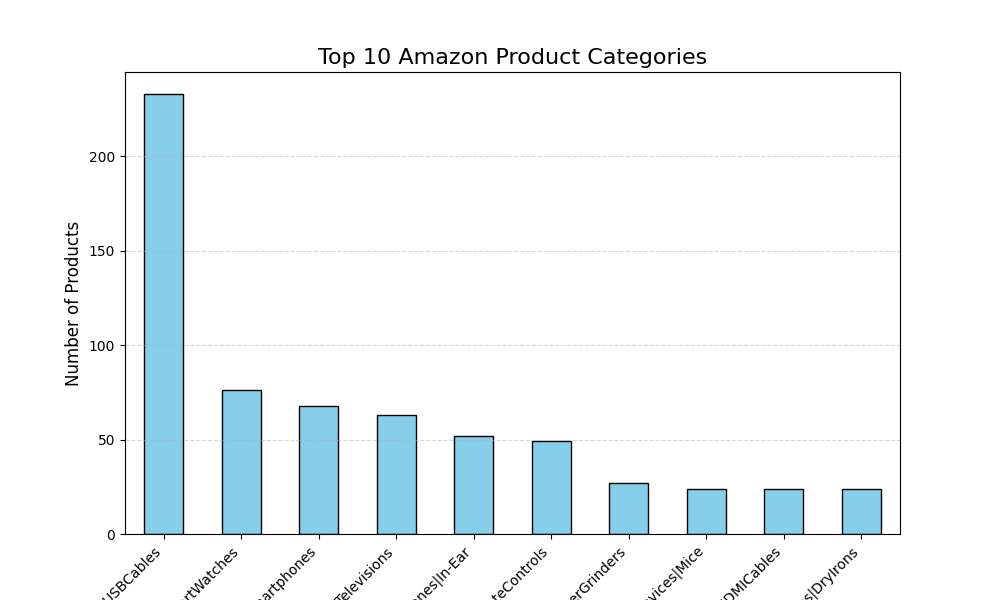 Top 10 Amazon Product Categories
Number of Products
200
150
100
50
0
USBCables
rtWatches
artphones
Televisions
ones|In-Ear
teControls
erGrinders
vices|Mice
DMICables
s|DryIrons